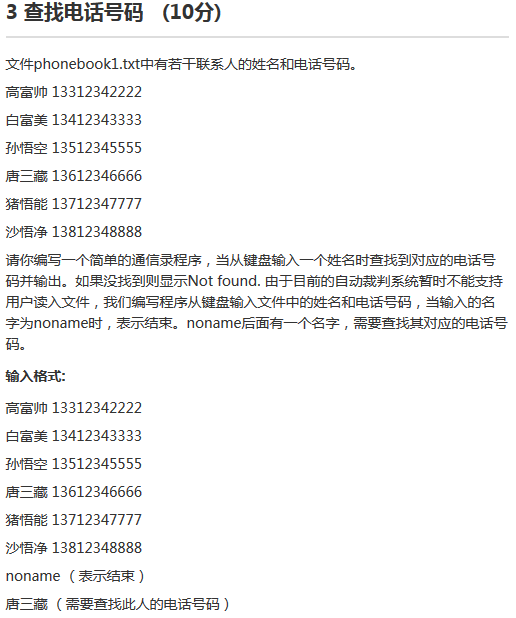 3 查找电话号码 (10分)
文件phonebook1.txt中有若干联系人的姓名和电话号码。
高富帅 13312342222
白富美 13412343333
孙悟空 13512345555
唐三藏 13612346666
猪悟能 13712347777
沙悟净 13812348888
请你编写一个简单的通信录程序，当从键盘输入一个姓名时查找到对应的电话号
码并输出。如果没找到则显示Not found. 由于目前的自动裁判系统暂时不能支持
用户读入文件，我们编写程序从键盘输入文件中的姓名和电话号码，当输入的名
字为noname时，表示结束。noname后面有一个名字，需要查找其对应的电话号
码。
输入格式:
高富帅 13312342222
白富美 13412343333
孙悟空 13512345555
唐三藏 13612346666
猪悟能 13712347777
沙悟净 13812348888
noname （表示结束）
唐三藏 （需要查找此人的电话号码）